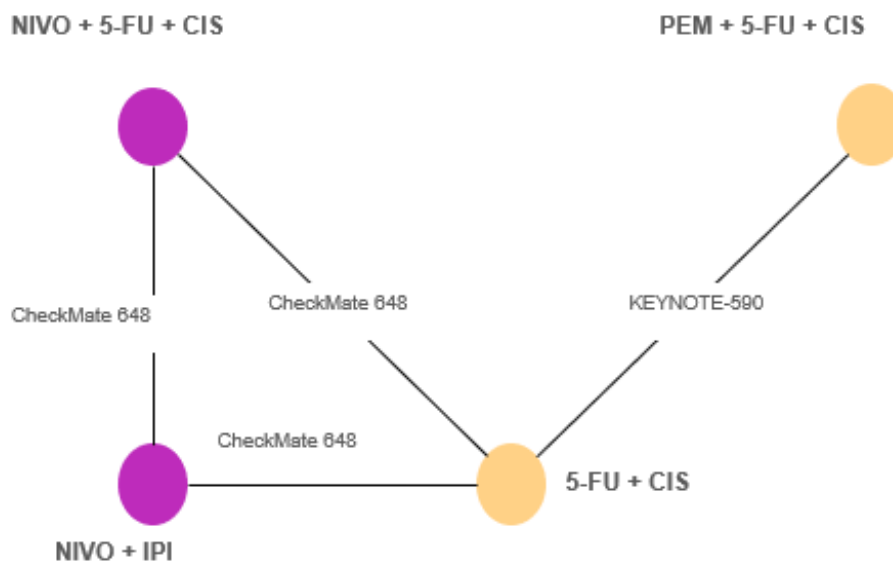 NIVO + 5-FU + CIS
PEM + 5-FU + CIS
CheckMate 648
CheckMate 648
KEYNOTE-590
CheckMate 648
5-FU + CIS
NIVO + IPI